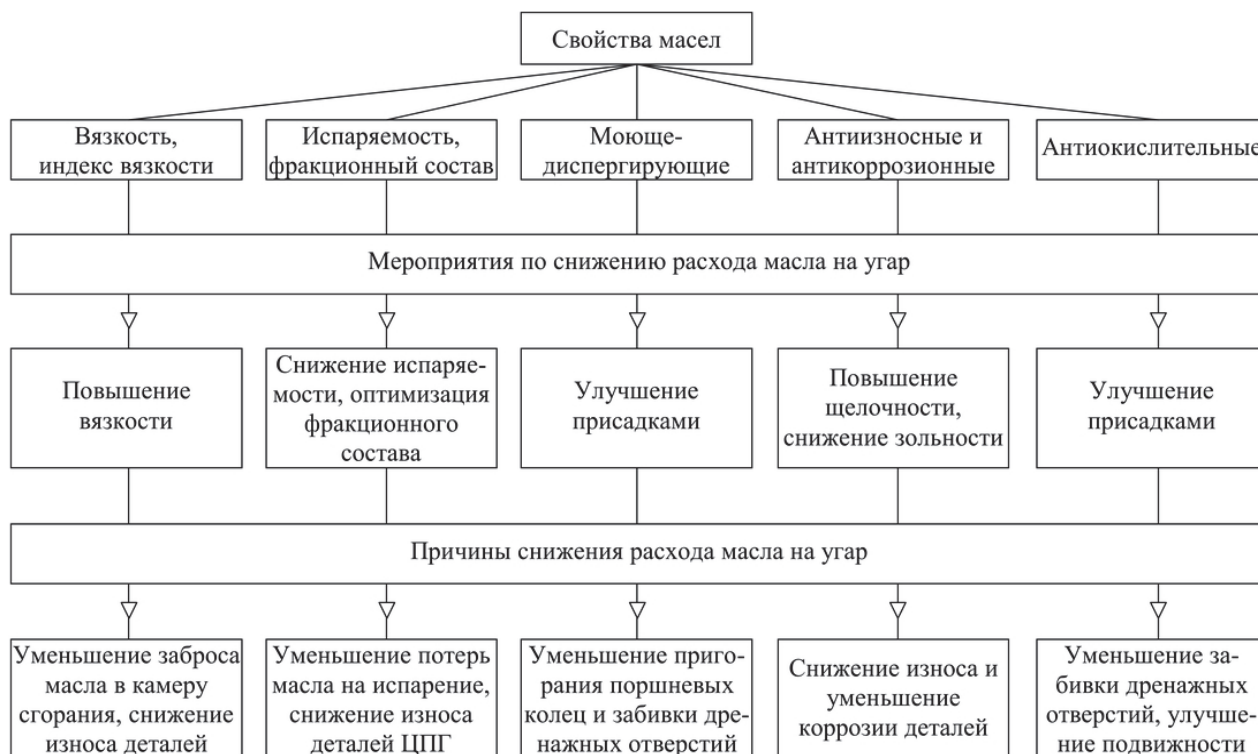 Свойства масел
Вязкость,
индекс вязкости
Испаряемость,
фракционный состав
Моюще-
диспергирующие
Антиизносные и
антикоррозионные
Антиокислительные
Мероприятия по снижению расхода масла на угар
Повышение
вязкости
Снижение испаряе-
мости, оптимизация
фракционного
состава
Улучшение
присадками
Повышение
щелочности,
снижение зольности
Улучшение
присадками
Причины снижения расхода масла на угар
Уменьшение заброса
масла в камеру
сгорания, снижение
износа деталей
Уменьшение потерь
масла на испарение,
снижение износа
деталей ЦПГ
Уменьшение приго-
рания поршневых
колец и забивки дре-
нажных отверстий
Снижение износа и
уменьшение
коррозии деталей
Уменьшение за-
бивки дренажных
отверстий, улучше-
ние подвижности